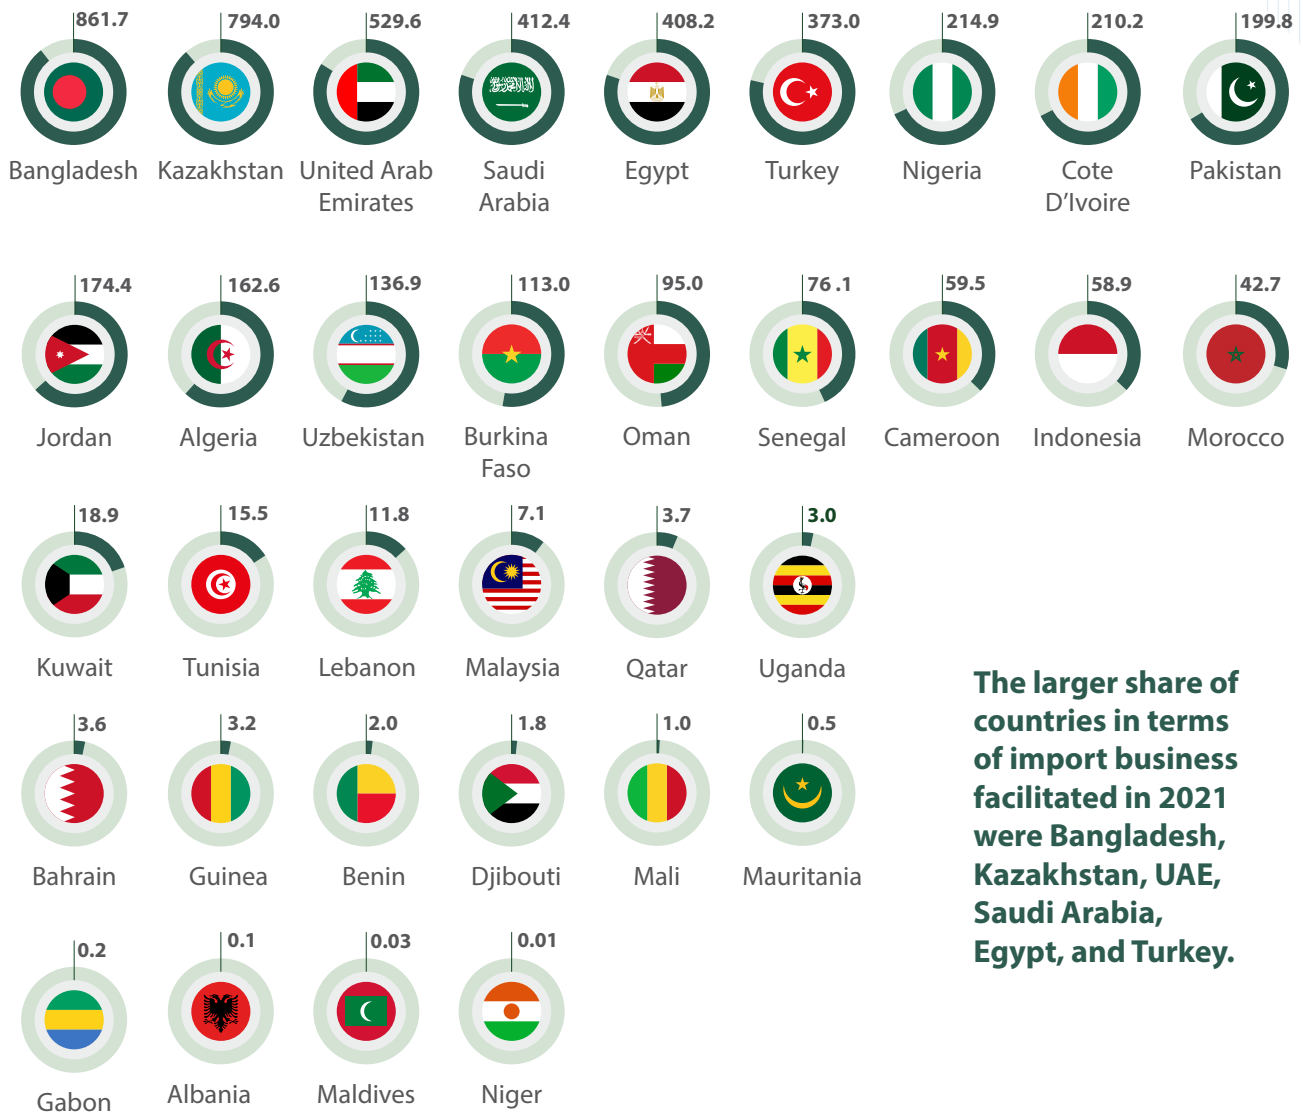 861.7
794.0
529.6
412.4
408.2
373.0
214.9
210.2
199.8
Bangladesh
Kazakhstan
United Arab
Emirates
Saudi
Arabia
Egypt
Turkey
Nigeria
Cote
D'Ivoire
Pakistan
174.4
162.6
136.9
113.0
95.0
76 .1
59.5
58.9
42.7
Jordan
Algeria
Uzbekistan
Burkina
Faso
Oman
Senegal
Cameroon
Indonesia
Morocco
18.9
15.5
11.8
7.1
3.7
3.0
Kuwait
Tunisia
Lebanon
Malaysia
Qatar
Uganda
3.6
3.2
2.0
1.8
1.0
0.5
Bahrain
Guinea
Benin
Djibouti
Mali
Mauritania
0.2
0.1
0.03
0.01
Gabon
Albania
Maldives
Niger
The larger share of
countries in terms
of import business
facilitated in 2021
were Bangladesh,
Kazakhstan, UAE,
Saudi Arabia,
Egypt, and Turkey.